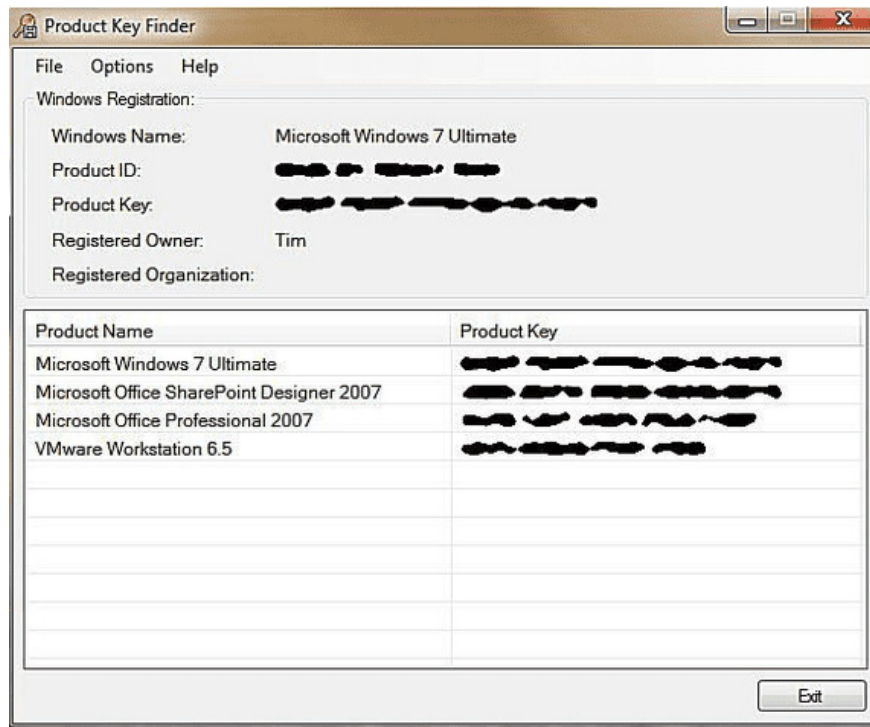 Product Key Finder
File Options Help
Windows Registration:
Windows Name: Microsoft Windows 7 Ultimate
Product ID:
Product Key:
Registered Owner: Tim
Registered Organization:
Product Name Product Key
Microsoft Windows 7 Ultimate
Microsoft Office SharePoint Designer 2007
Microsoft Office Professional 2007
VMware Workstation 6.5
Exit